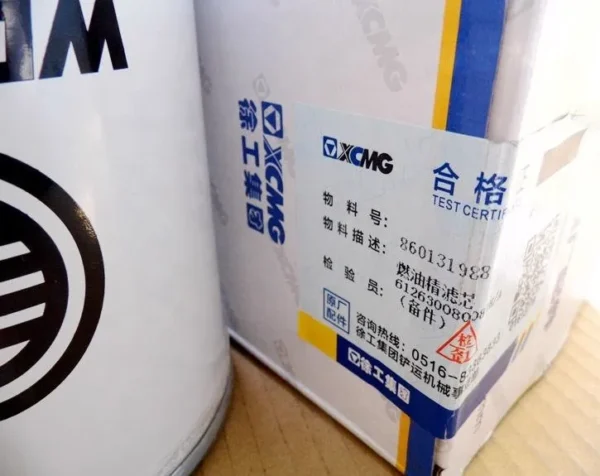 XCMG
XCMG
徐工集团
XCMG
合格
TEST CERTIF
物料号:
860131988
物料描述:
燃油精滤芯
(备件)
检验员:
原厂
配件
咨询热线: 0516-8
徐工集团铲运机械
徐工集团